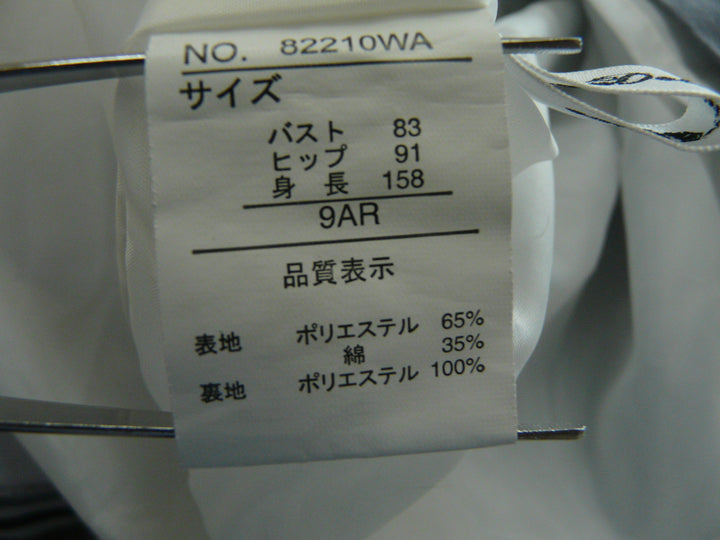 NO. 82210WA
サイズ
バスト 83
ヒップ 91
身長 158
9AR
品質表示
表地 ポリエステル 65%
綿 35%
裏地 ポリエステル 100%